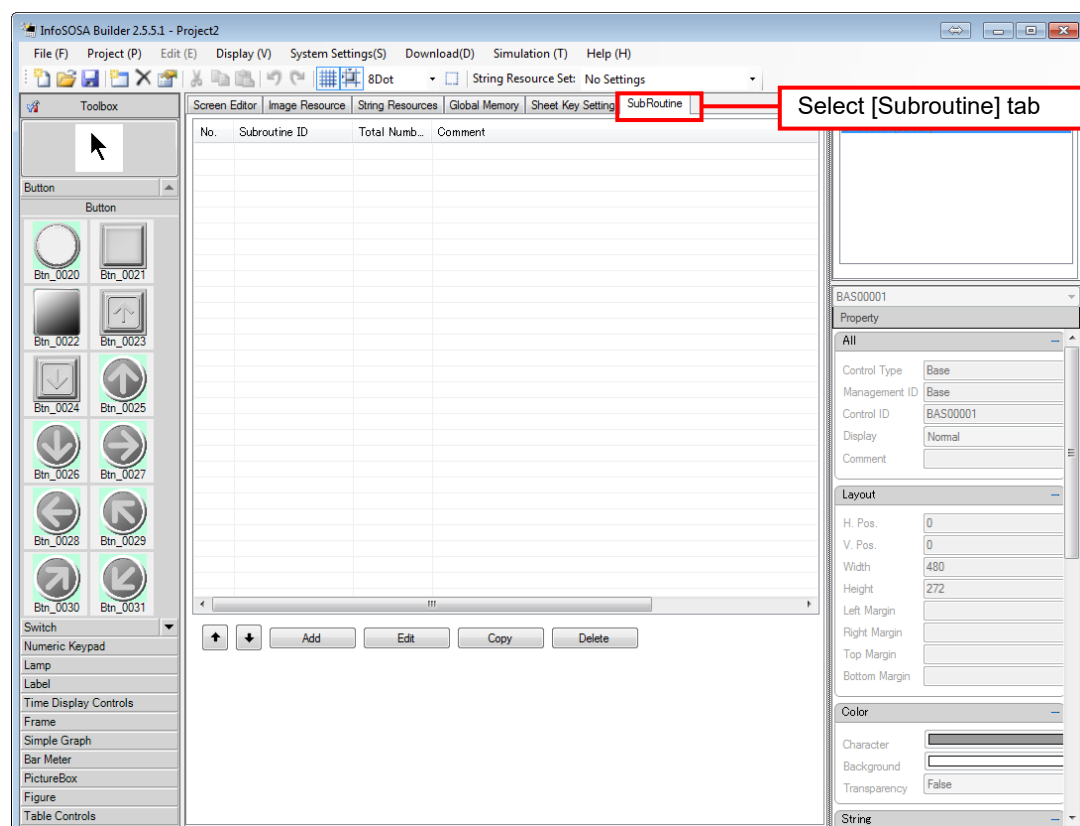 InfoSOSA Builder 2.5.5.1 - Project2
File (F) Project (P) Edit (E) Display (V) System Settings(S) Download(D) Simulation (T) Help (H)
8Dot String Resource Set: No Settings
Toolbox
Screen Editor Image Resource String Resources Global Memory Sheet Key Setting SubRoutine
Select [Subroutine] tab
No. Subroutine ID Total Numb... Comment
Button
Button
Btn_0020 Btn_0021
Btn_0022 Btn_0023
Btn_0024 Btn_0025
Btn_0026 Btn_0027
Btn_0028 Btn_0029
Btn_0030 Btn_0031
Switch
Numeric Keypad
Lamp
Label
Time Display Controls
Frame
Simple Graph
Bar Meter
PictureBox
Figure
Table Controls
Add Edit Copy Delete
BAS00001
Property
All
Control Type Base
Management ID Base
Control ID BAS00001
Display Normal
Comment
Layout
H. Pos. 0
V. Pos. 0
Width 480
Height 272
Left Margin
Right Margin
Top Margin
Bottom Margin
Color
Character
Background
Transparency False
String